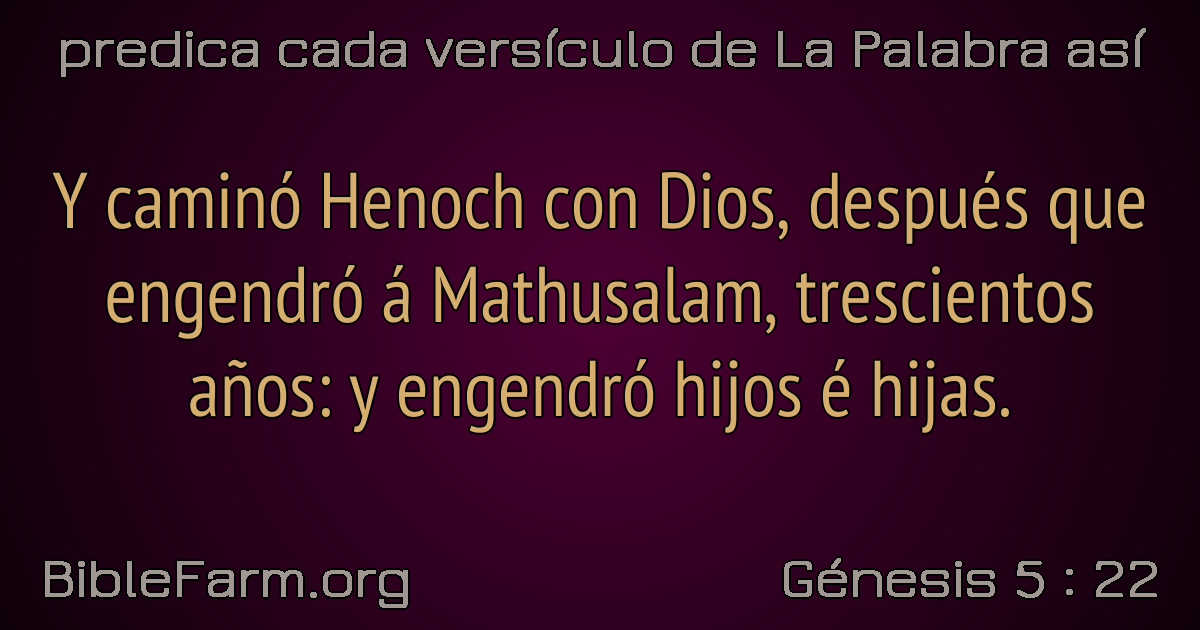 predica cada versículo de La Palabra así
Y caminó Henoch con Dios, después que
engendró á Mathusalam, trescientos
años: y engendró hijos é hijas.
BibleFarm.org
Génesis 5 : 22